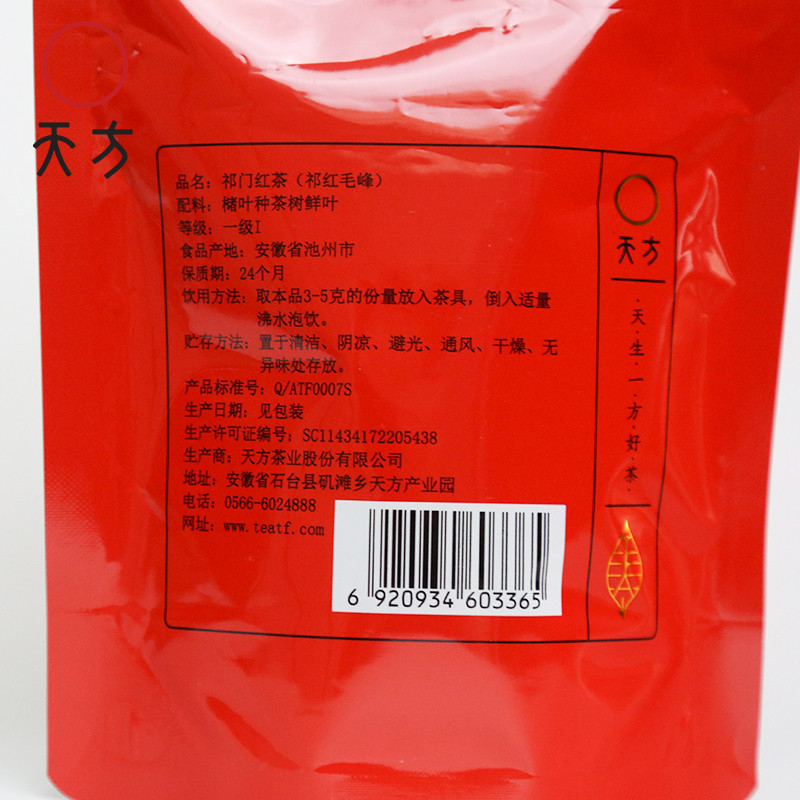 天方
品名：祁门红茶（祁红毛峰）
配料：槠叶种茶树鲜叶
等级：一级I
食品产地：安徽省池州市
保质期：24个月
饮用方法：取本品3-5克的份量放入茶具，倒入适量
沸水泡饮。
贮存方法：置于清洁、阴凉、避光、通风、干燥、无
异味处存放。
产品标准号：Q/ATF0007S
生产日期：见包装
生产许可证编号：SC11434172205438
生产商：天方茶业股份有限公司
地址：安徽省石台县矶滩乡天方产业园
电话：0566-6024888
网址：www.teatf.com
6 920934 603365
天方
·天·生·一·方·好·茶·